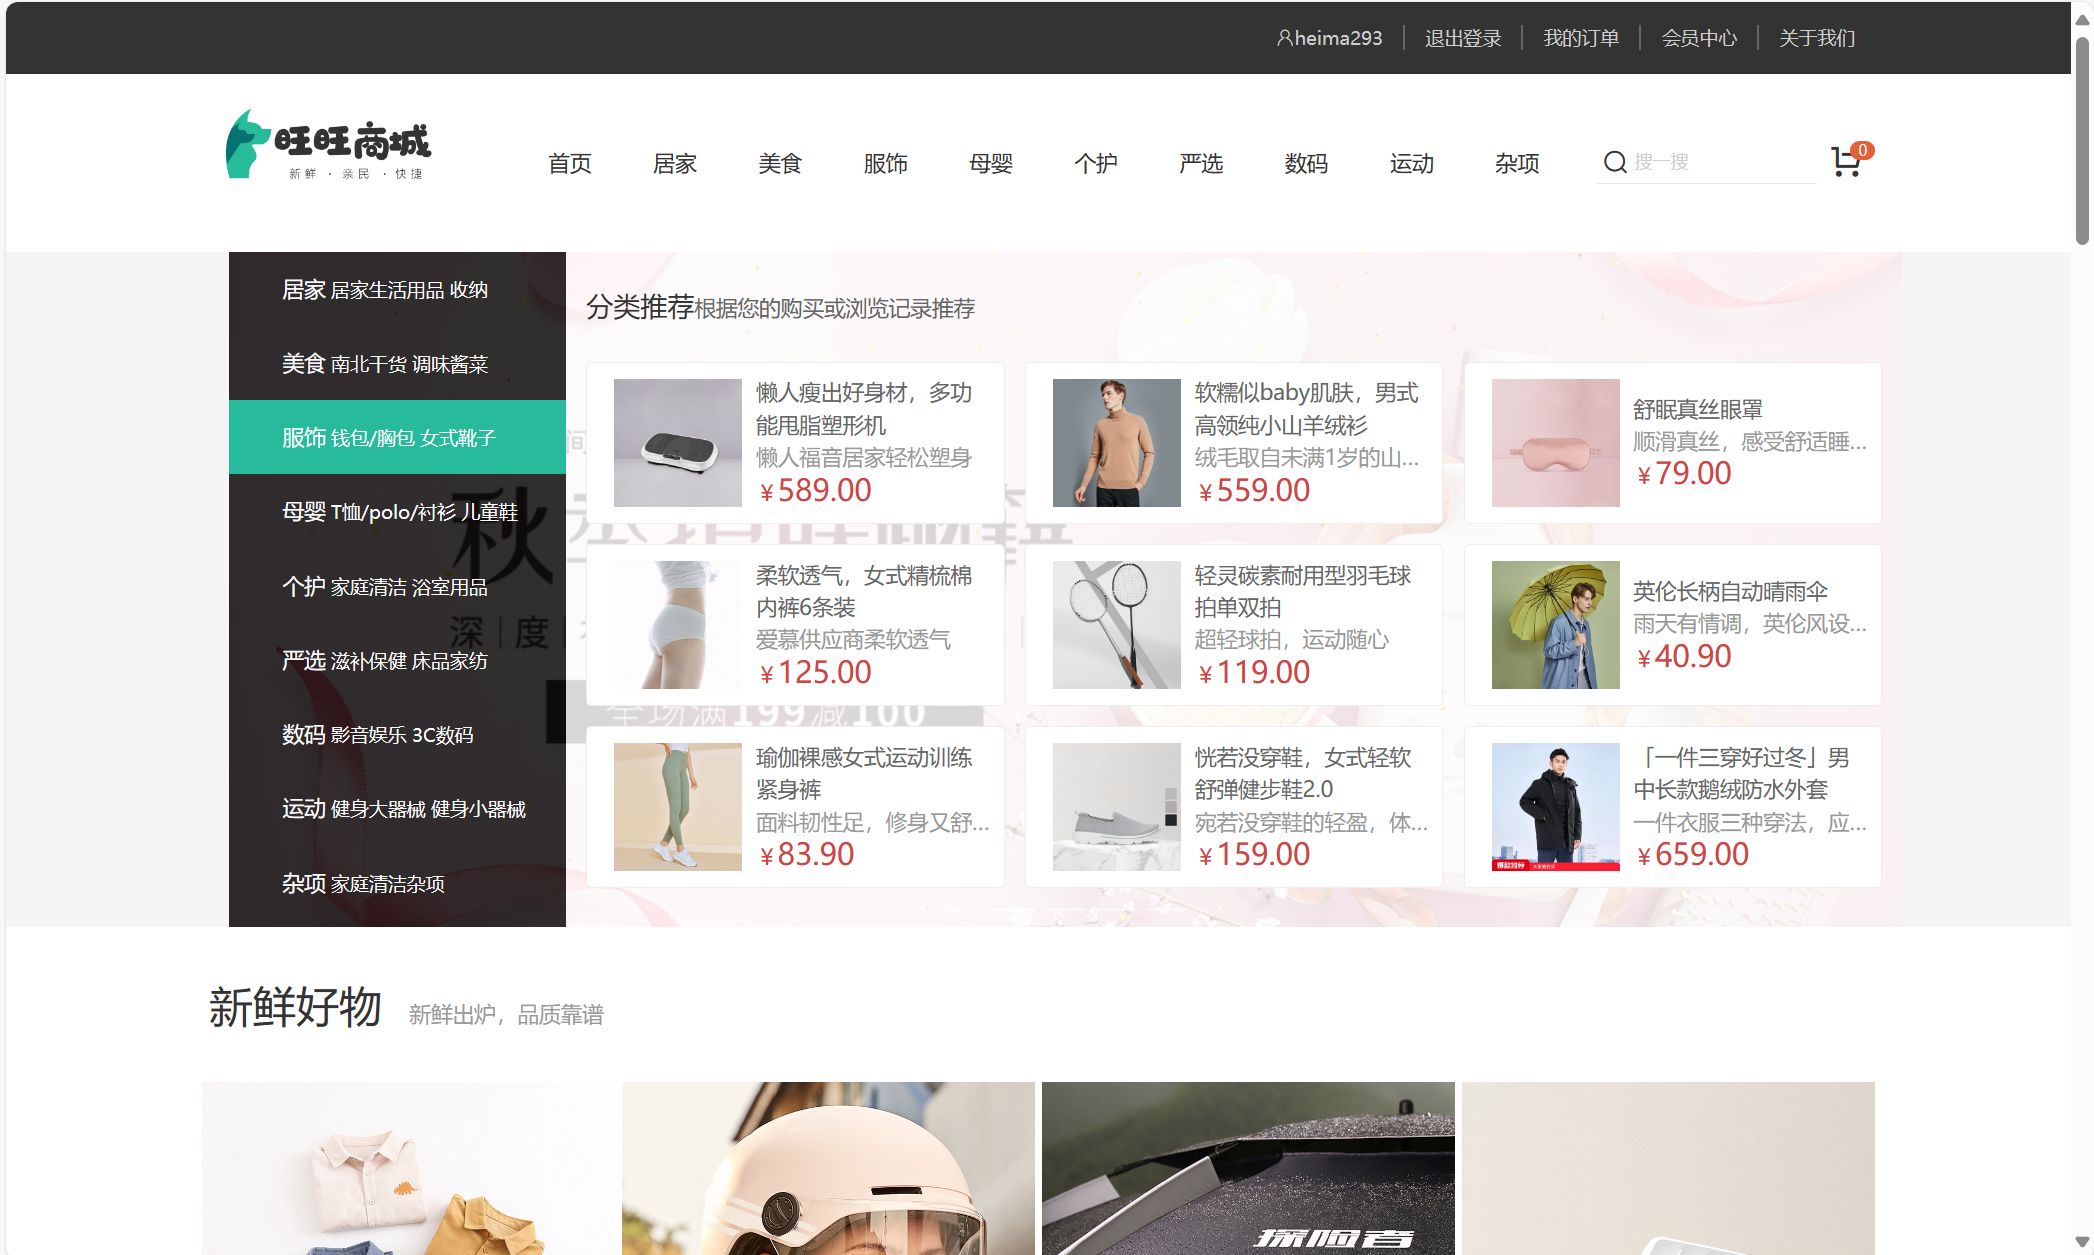 heima293
退出登录
我的订单
会员中心
关于我们
旺旺商城
新鲜 · 亲民 · 快捷
首页
居家
美食
服饰
母婴
个护
严选
数码
运动
杂项
搜一搜
0
居家 居家生活用品 收纳
美食 南北干货 调味酱菜
服饰 钱包/胸包 女式靴子
母婴 T恤/polo/衬衫 儿童鞋
个护 家庭清洁 浴室用品
严选 滋补保健 床品家纺
数码 影音娱乐 3C数码
运动 健身大器械 健身小器械
杂项 家庭清洁杂项
分类推荐根据您的购买或浏览记录推荐
懒人瘦出好身材，多功
能甩脂塑形机
懒人福音居家轻松塑身
¥589.00
软糯似baby肌肤，男式
高领纯小山羊绒衫
绒毛取自未满1岁的山...
¥559.00
舒眠真丝眼罩
顺滑真丝，感受舒适睡...
¥79.00
柔软透气，女式精梳棉
内裤6条装
爱慕供应商柔软透气
¥125.00
轻灵碳素耐用型羽毛球
拍单双拍
超轻球拍，运动随心
¥119.00
英伦长柄自动晴雨伞
雨天有情调，英伦风设...
¥40.90
瑜伽裸感女式运动训练
紧身裤
面料韧性足，修身又舒...
¥83.90
恍若没穿鞋，女式轻软
舒弹健步鞋2.0
宛若没穿鞋的轻盈，体...
¥159.00
「一件三穿好过冬」男
中长款鹅绒防水外套
一件衣服三种穿法，应...
¥659.00
秋
深|度
全场满199减100
新鲜好物
新鲜出炉，品质靠谱
探险者